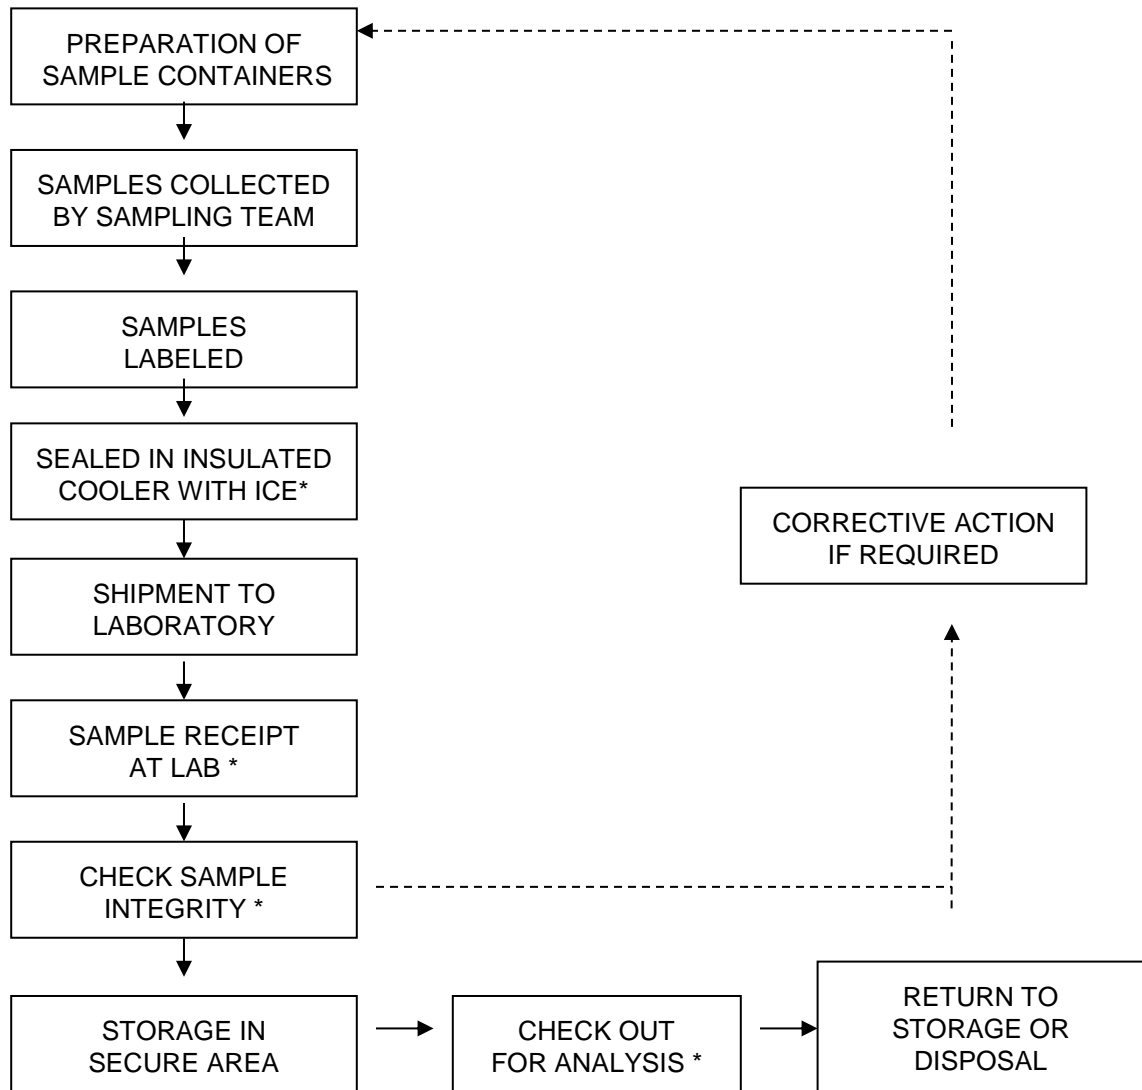 PREPARATION OF
SAMPLE CONTAINERS
SAMPLES COLLECTED
BY SAMPLING TEAM
SAMPLES
LABELED
SEALED IN INSULATED
COOLER WITH ICE*
SHIPMENT TO
LABORATORY
SAMPLE RECEIPT
AT LAB *
CHECK SAMPLE
INTEGRITY *
STORAGE IN
SECURE AREA
CHECK OUT
FOR ANALYSIS *
RETURN TO
STORAGE OR
DISPOSAL
CORRECTIVE ACTION
IF REQUIRED